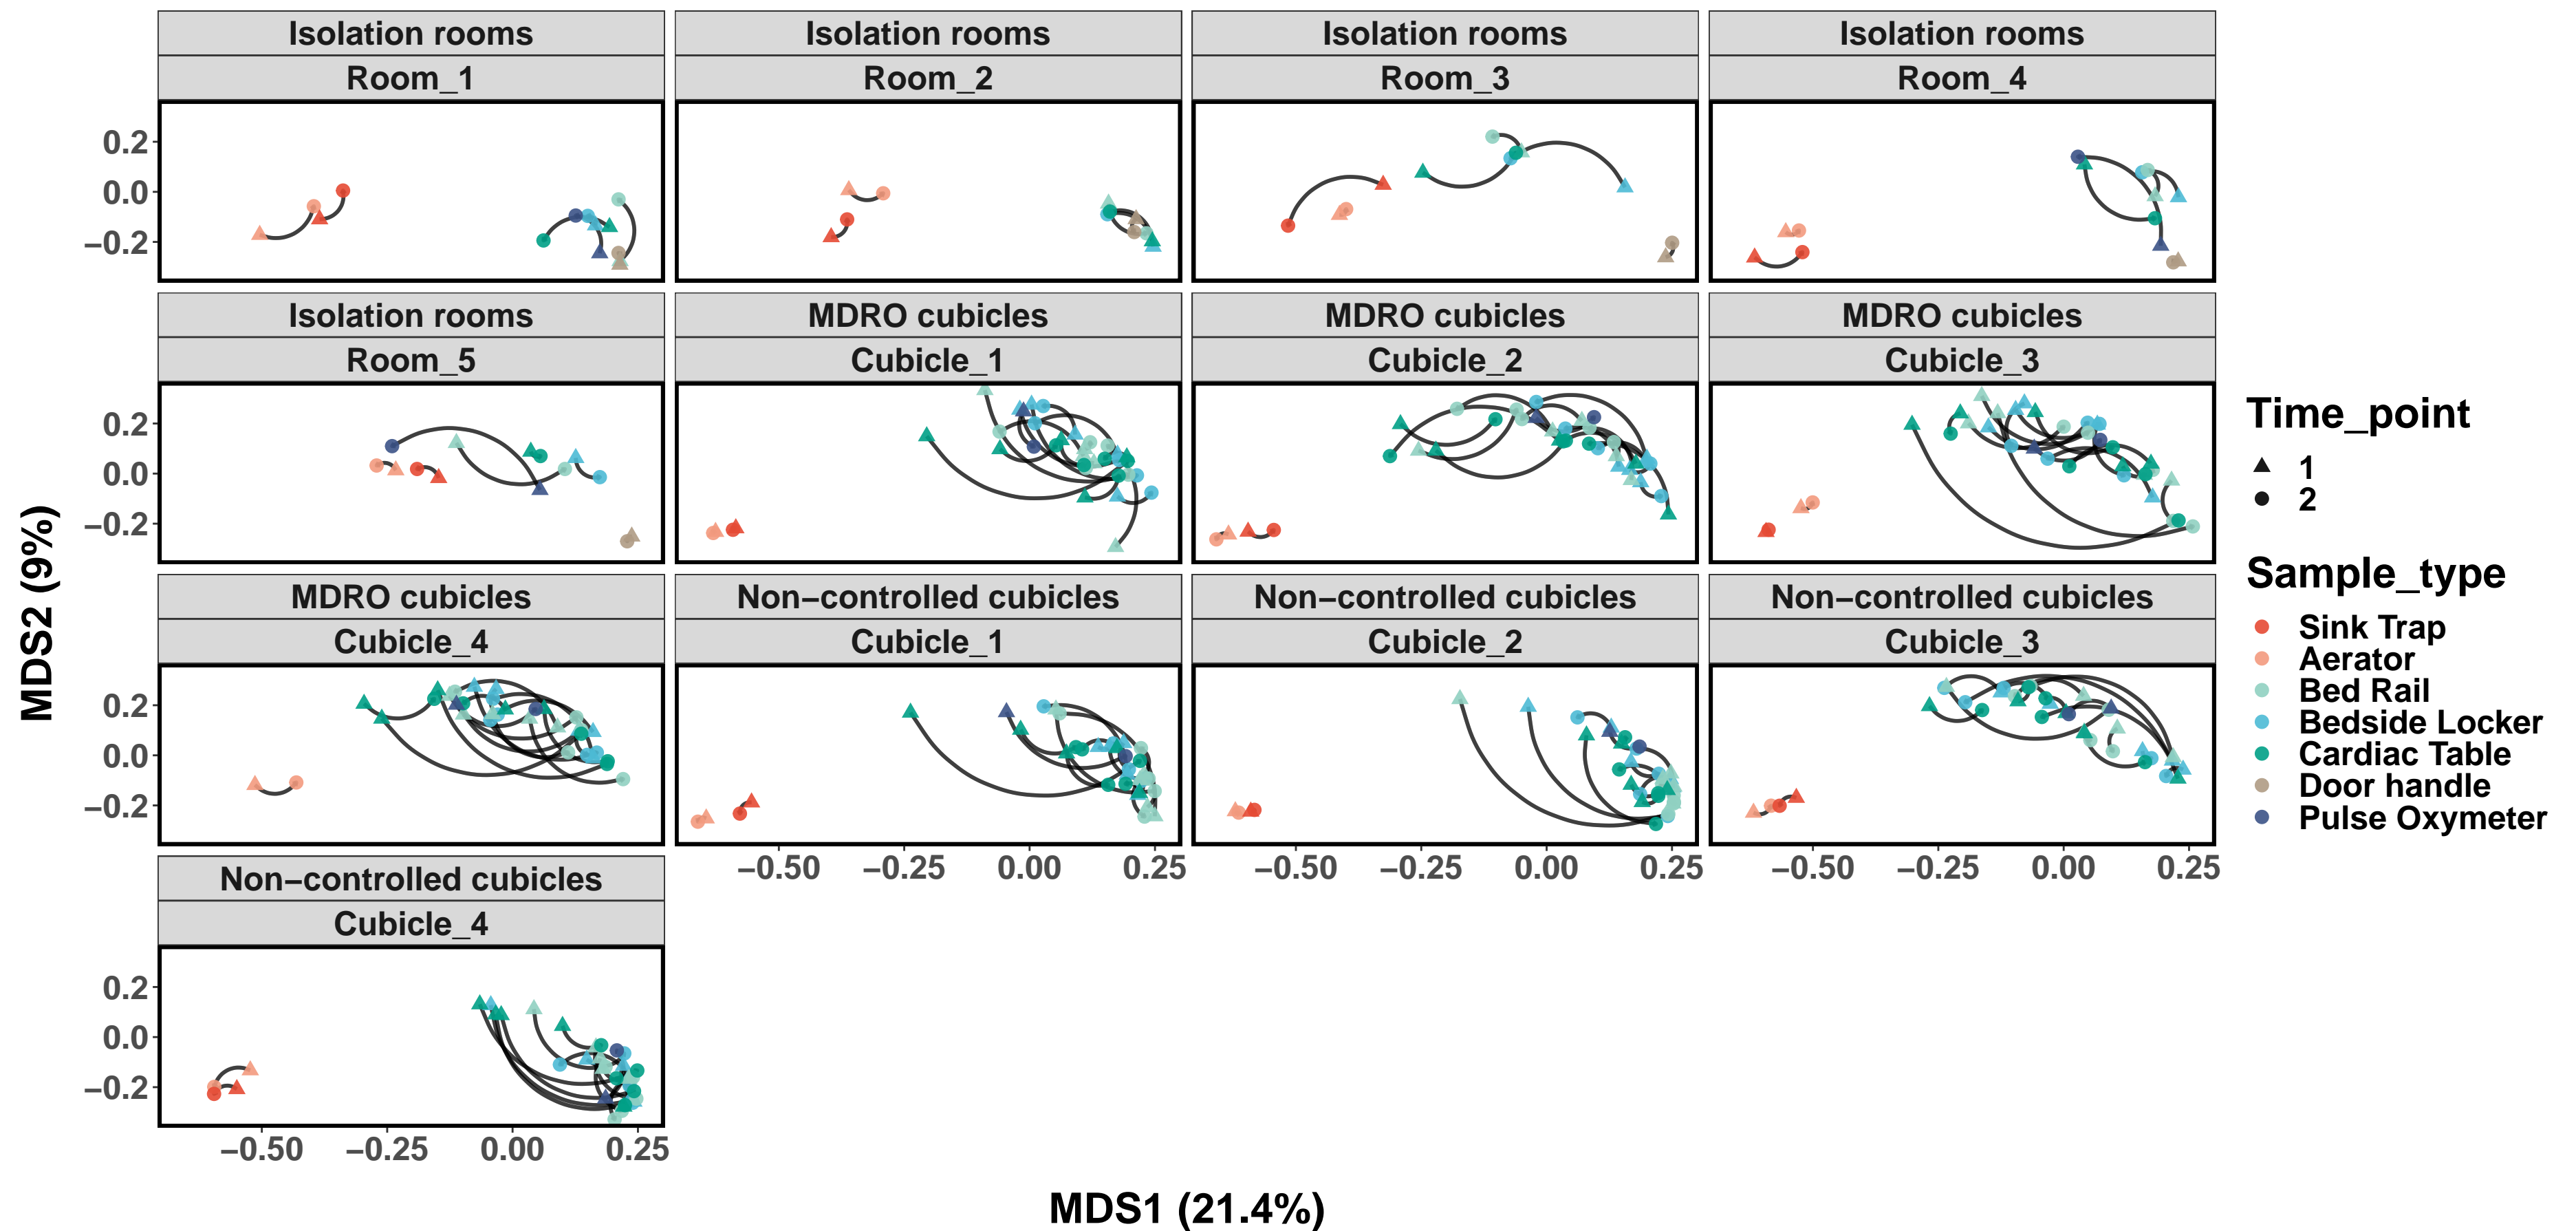 Isolation rooms
Isolation rooms
Isolation rooms
Isolation rooms
Room_1
Room_2
Room_3
Room_4
0.2
0.0
−0.2
Isolation rooms
MDRO cubicles
MDRO cubicles
MDRO cubicles
Room_5
Cubicle_1
Cubicle_2
Cubicle_3
0.2
0.0
−0.2
MDRO cubicles
Non−controlled cubicles
Non−controlled cubicles
Non−controlled cubicles
Cubicle_4
Cubicle_1
Cubicle_2
Cubicle_3
0.2
0.0
−0.2
−0.50 −0.25 0.00 0.25
−0.50 −0.25 0.00 0.25
−0.50 −0.25 0.00 0.25
Non−controlled cubicles
Cubicle_4
0.2
0.0
−0.2
−0.50 −0.25 0.00 0.25
MDS1 (21.4%)
MDS2 (9%)
Time_point
1
2
Sample_type
Sink Trap
Aerator
Bed Rail
Bedside Locker
Cardiac Table
Door handle
Pulse Oxymeter